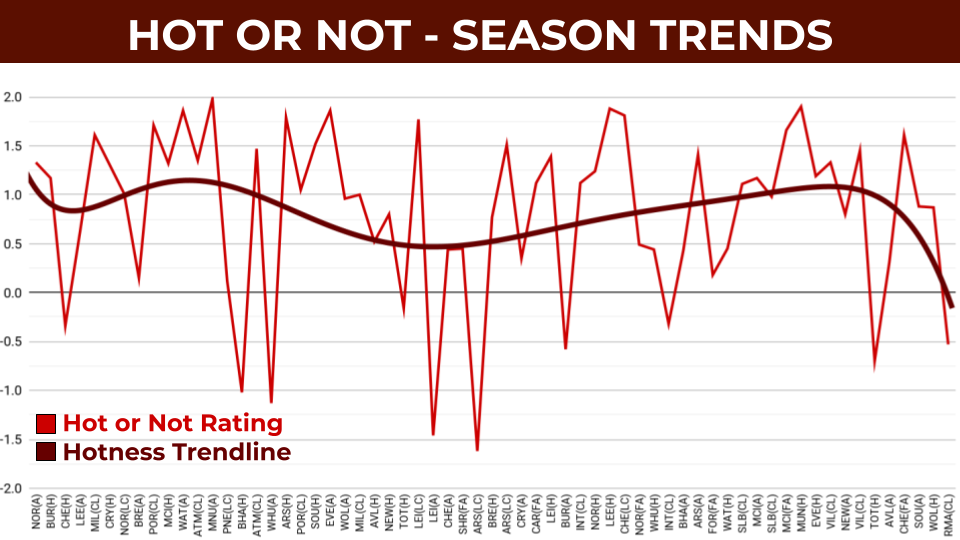 HOT OR NOT - SEASON TRENDS
2.0
1.5
1.0
0.5
0.0
-0.5
-1.0
-1.5
-2.0
Hot or Not Rating
Hotness Trendline
NOR(A)
BUR(H)
CHE(H)
LEE(A)
MIL(CL)
CRY(H)
NOR(LC)
BRE(A)
POR(CL)
MCI(H)
WAT(A)
ATM(CL)
MNU(A)
PNE(LC)
BHA(H)
ATM(CL)
WHU(A)
ARS(H)
POR(CL)
SOU(H)
EVE(A)
WOL(A)
MIL(CL)
AVL(H)
NEW(H)
TOT(H)
LEI(LC)
LEI(A)
CHE(A)
SHR(FA)
ARS(LC)
BRE(H)
ARS(LC)
CRY(A)
CAR(FA)
LEI(H)
BUR(A)
INT(CL)
NOR(H)
LEE(H)
CHE(LC)
NOR(FA)
WHU(H)
INT(CL)
BHA(A)
ARS(A)
FOR(FA)
WAT(H)
SLB(CL)
MCI(A)
SLB(CL)
MCI(FA)
MUN(H)
EVE(H)
VIL(CL)
NEW(A)
VIL(CL)
TOT(H)
AVL(A)
CHE(FA)
SOU(A)
WOL(H)
RMA(CL)